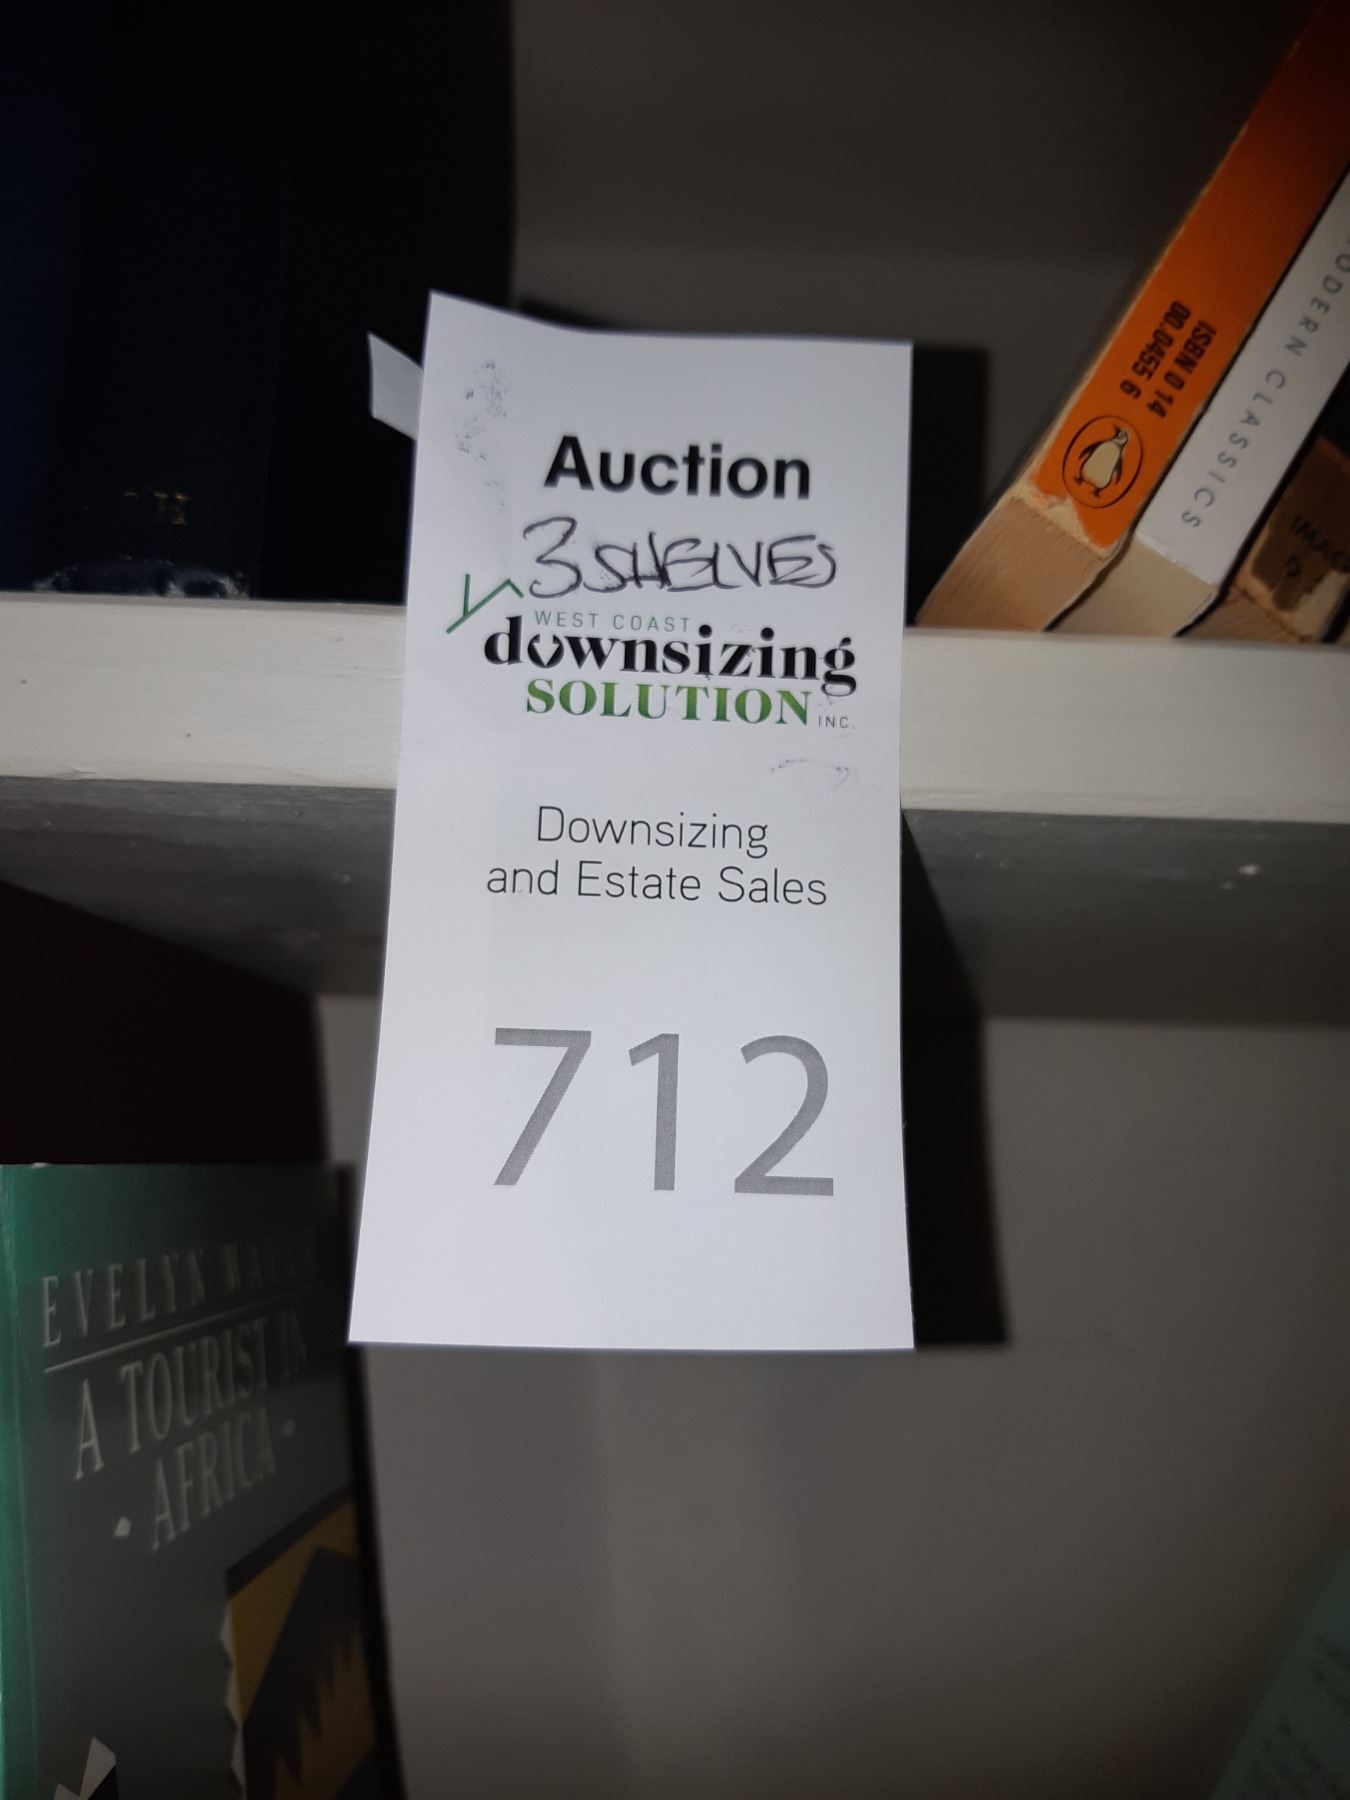 Auction
3 SHELVES
WEST COAST
downsizing
SOLUTION INC.
Downsizing
and Estate Sales
712
ISBN 0 14
00.0455 6
MODERN CLASSICS
EVELYN WAUGH
A TOURIST IN
• AFRICA •